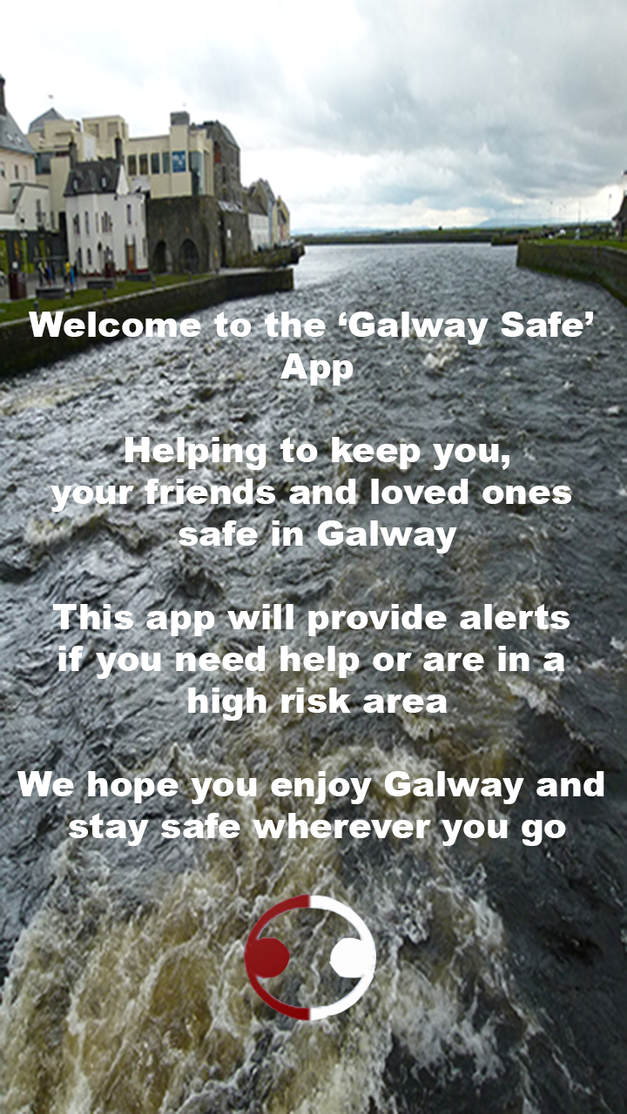 Welcome to the ‘Galway Safe’
App
Helping to keep you,
your friends and loved ones
safe in Galway
This app will provide alerts
if you need help or are in a
high risk area
We hope you enjoy Galway and
stay safe wherever you go